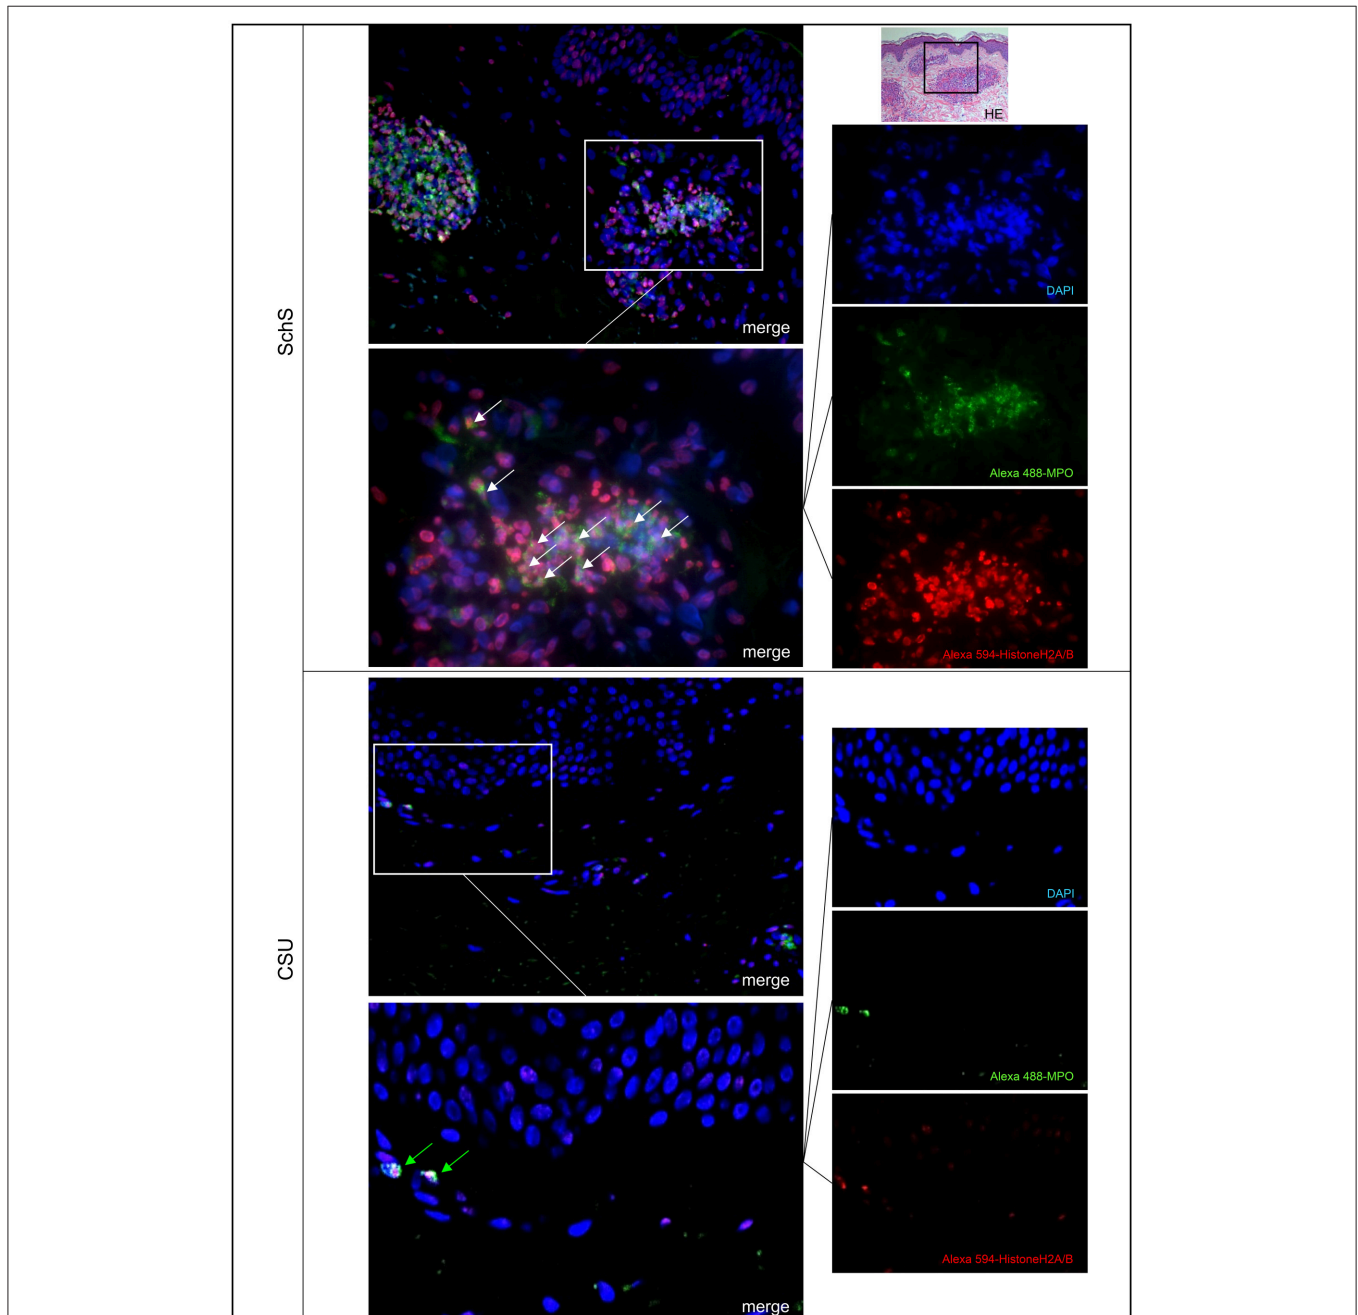 SchS
merge
HE
DAPI
merge
Alexa 488-MPO
Alexa 594-HistoneH2A/B
CSU
merge
DAPI
Alexa 488-MPO
merge
Alexa 594-HistoneH2A/B